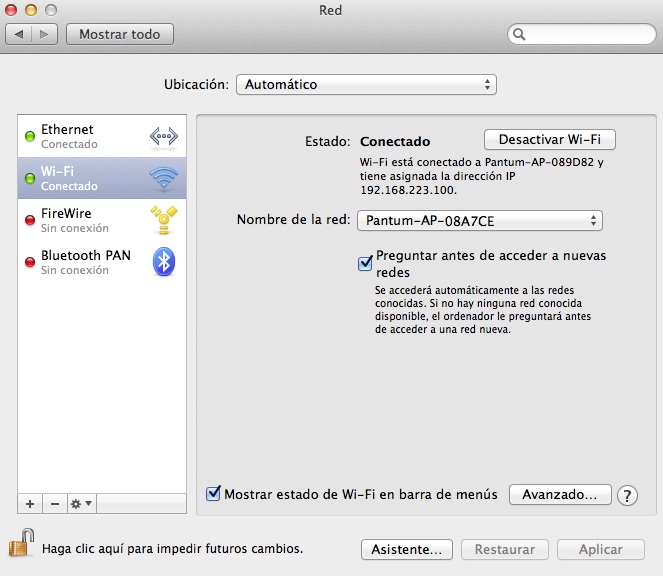 Red
Mostrar todo
Ubicación: Automático
Ethernet
Conectado
Wi-Fi
Conectado
FireWire
Sin conexión
Bluetooth PAN
Sin conexión
Estado: Conectado
Desactivar Wi-Fi
Wi-Fi está conectado a Pantum-AP-089D82 y
tiene asignada la dirección IP
192.168.223.100.
Nombre de la red: Pantum-AP-08A7CE
Preguntar antes de acceder a nuevas
redes
Se accederá automáticamente a las redes
conocidas. Si no hay ninguna red conocida
disponible, el ordenador le preguntará antes
de acceder a una red nueva.
Mostrar estado de Wi-Fi en barra de menús
Avanzado...
?
Haga clic aquí para impedir futuros cambios.
Asistente...
Restaurar
Aplicar